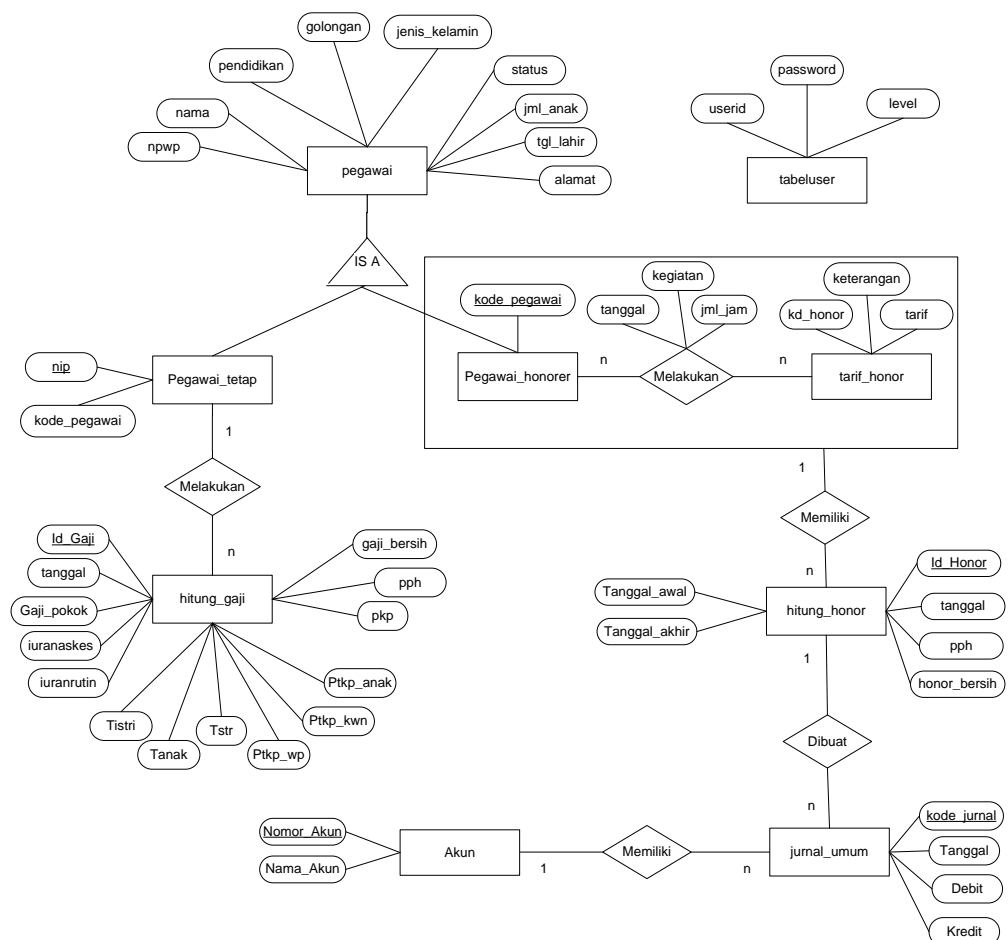 golongan
jenis_kelamin
pendidikan
status
nama
jml_anak
npwp
tgl_lahir
pegawai
alamat
password
userid
level
tabeluser
IS A
kode_pegawai
kegiatan
tanggal
jml_jam
keterangan
kd_honor
tarif
Pegawai_honorer
n
Melakukan
n
tarif_honor
nip
Pegawai_tetap
kode_pegawai
1
Melakukan
n
1
Memiliki
n
Id_Gaji
tanggal
Gaji_pokok
iuranaskes
iuranrutin
hitung_gaji
gaji_bersih
pph
pkp
Ptkp_anak
Ptkp_kwn
Ptkp_wp
Tstr
Tanak
Tistri
Tanggal_awal
Tanggal_akhir
hitung_honor
Id_Honor
tanggal
pph
honor_bersih
1
Dibuat
n
Nomor_Akun
Nama_Akun
Akun
1
Memiliki
n
jurnal_umum
kode_jurnal
Tanggal
Debit
Kredit